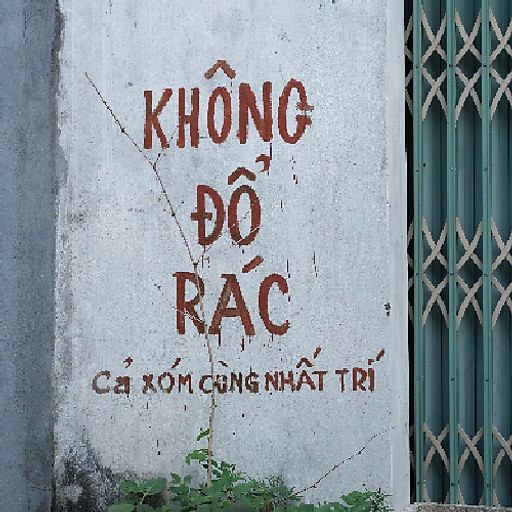 KHÔNG
ĐỔ
RÁC
Cả XÓM CÙNG NHẤT TRÍ